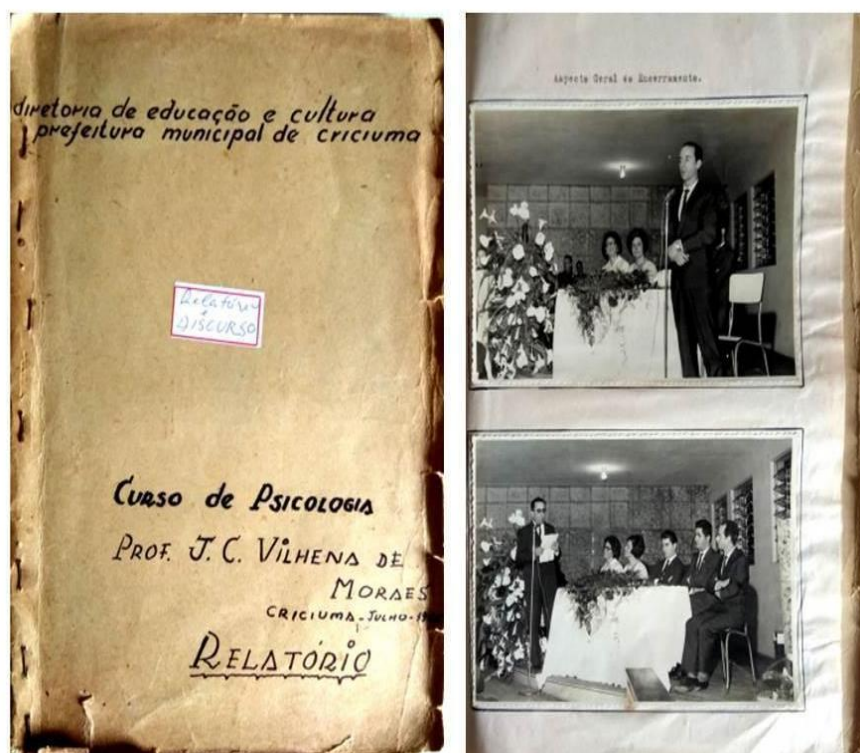 diretoria de educação e cultura
prefeitura municipal de criciuma
Relatório
e
DISCURSO
CURSO DE PSICOLOGIA
PROF. J. C. VILHENA DE
MORAES
CRICIUMA - JULHO -
RELATÓRIO
Aspecto Geral do Encerramento.